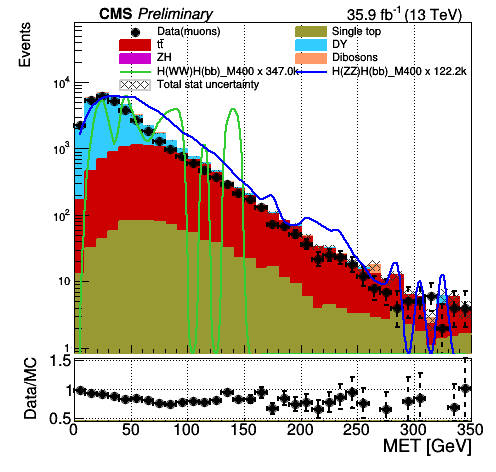 CMS Preliminary 35.9 fb⁻¹ (13 TeV)
Data(muons) Single top
tt̄ DY
ZH Dibosons
H(WW)H(bb)_M400 x 347.0k H(ZZ)H(bb)_M400 x 122.2k
Total stat uncertainty
Events
10⁴
10³
10²
10
1
Data/MC
1.5
1.0
0.5
0 50 100 150 200 250 300 350
MET [GeV]